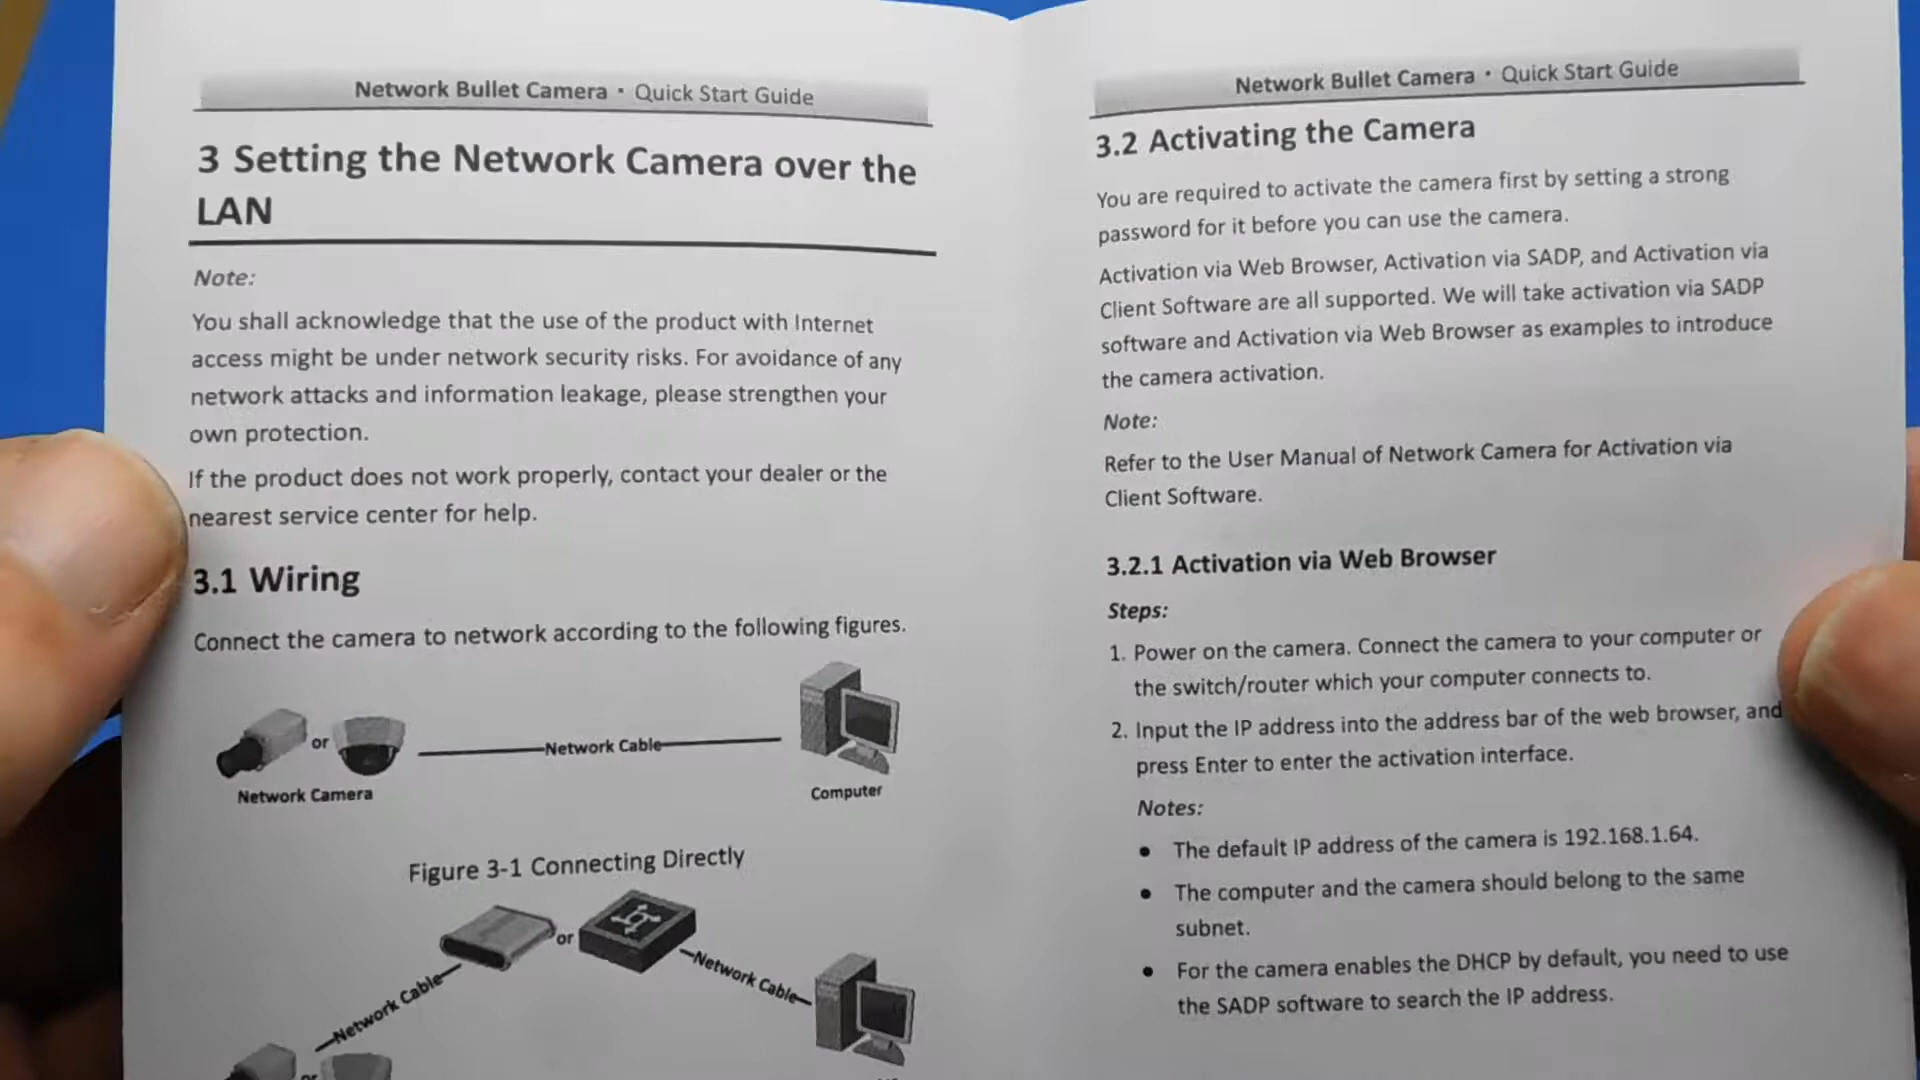 Network Bullet Camera · Quick Start Guide
3 Setting the Network Camera over the
LAN
Note:
You shall acknowledge that the use of the product with Internet
access might be under network security risks. For avoidance of any
network attacks and information leakage, please strengthen your
own protection.
If the product does not work properly, contact your dealer or the
nearest service center for help.
3.1 Wiring
Connect the camera to network according to the following figures.
or
Network Cable
Network Camera
Computer
Figure 3-1 Connecting Directly
or
Network Cable
Network Cable
or
Network Bullet Camera · Quick Start Guide
3.2 Activating the Camera
You are required to activate the camera first by setting a strong
password for it before you can use the camera.
Activation via Web Browser, Activation via SADP, and Activation via
Client Software are all supported. We will take activation via SADP
software and Activation via Web Browser as examples to introduce
the camera activation.
Note:
Refer to the User Manual of Network Camera for Activation via
Client Software.
3.2.1 Activation via Web Browser
Steps:
1. Power on the camera. Connect the camera to your computer or
the switch/router which your computer connects to.
2. Input the IP address into the address bar of the web browser, and
press Enter to enter the activation interface.
Notes:
• The default IP address of the camera is 192.168.1.64.
• The computer and the camera should belong to the same
subnet.
• For the camera enables the DHCP by default, you need to use
the SADP software to search the IP address.